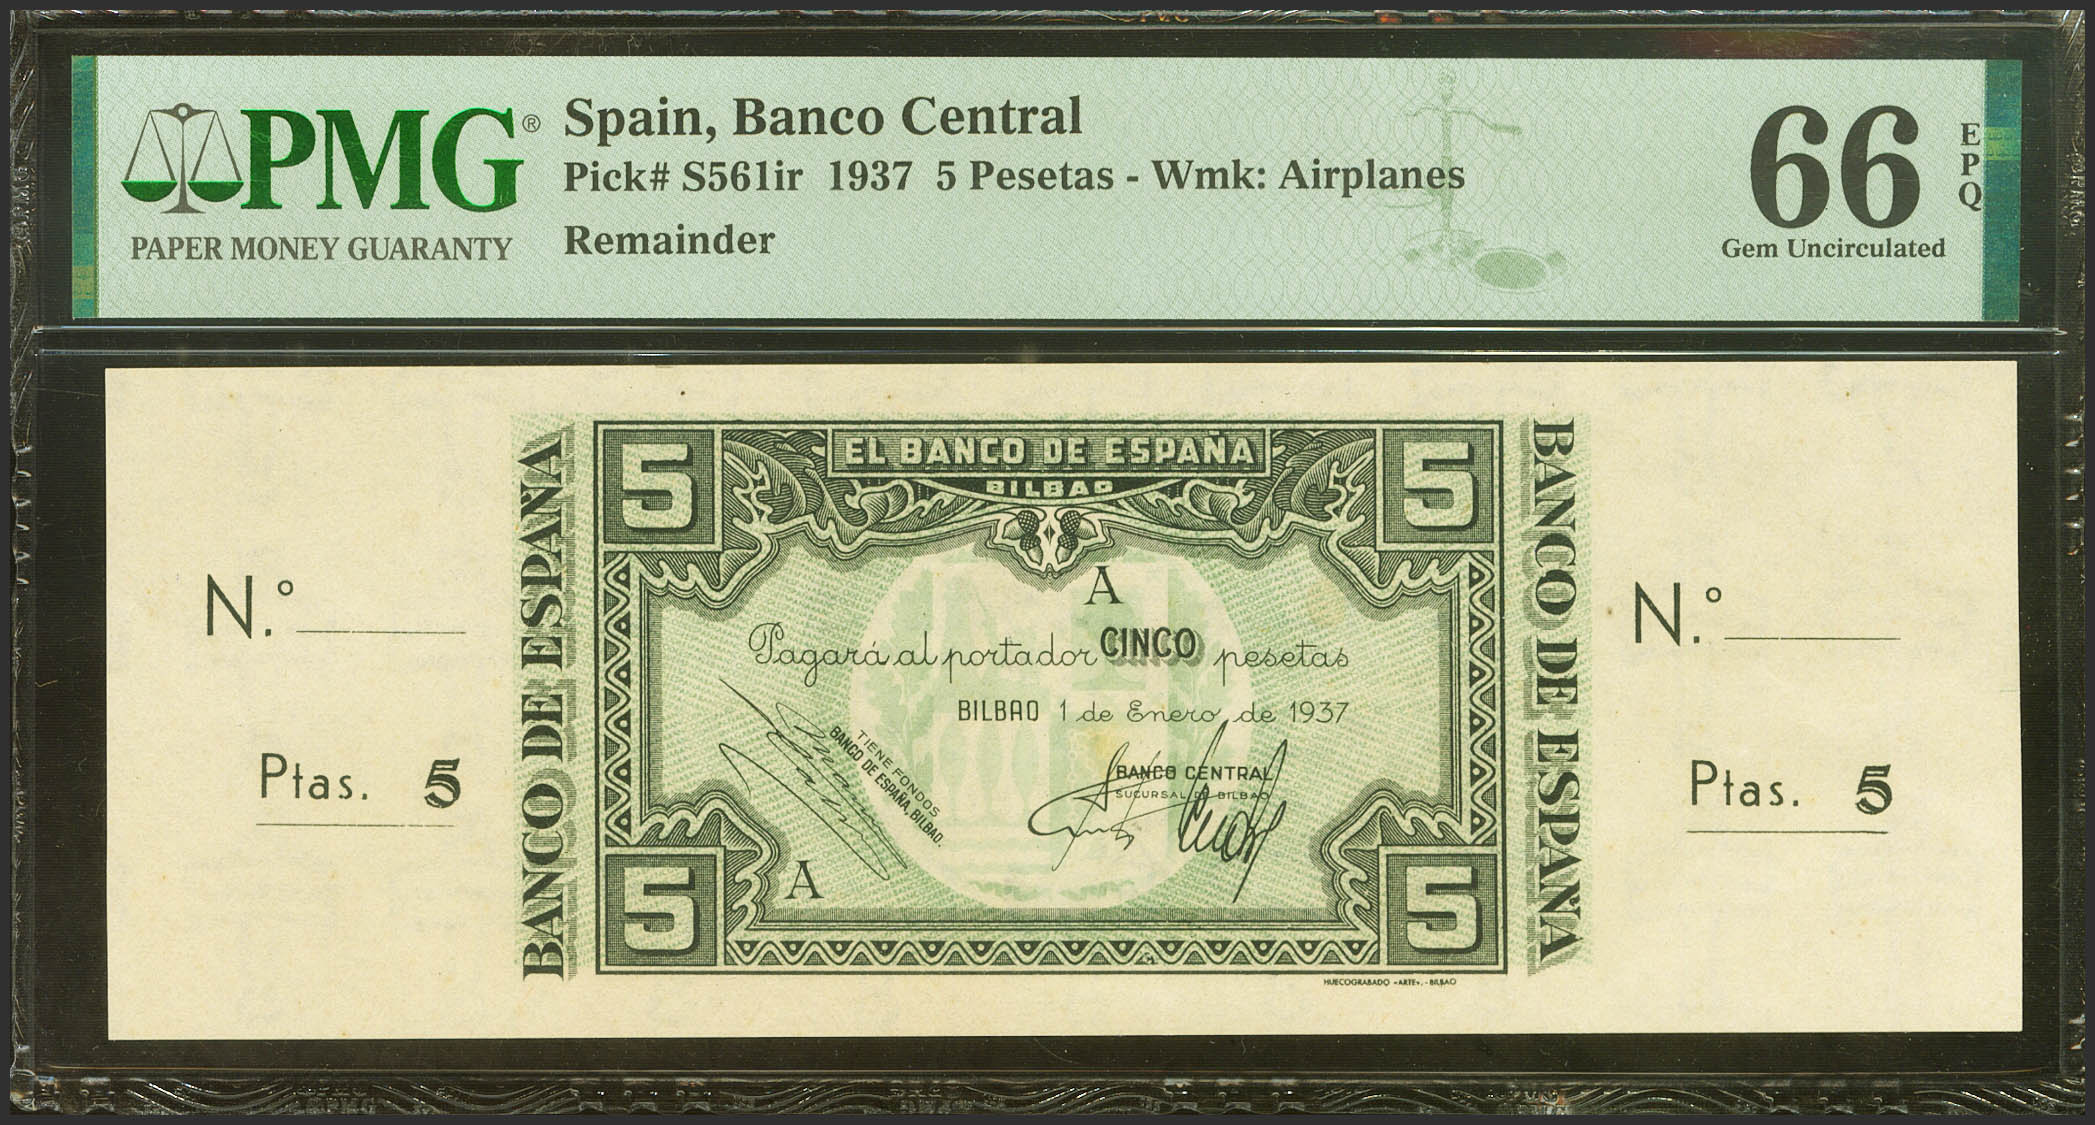 PMG®
PAPER MONEY GUARANTY
Spain, Banco Central
Pick# S561ir 1937 5 Pesetas - Wmk: Airplanes
Remainder
66
EPQ
Gem Uncirculated
N.º
Ptas. 5
BANCO DE ESPAÑA
5
EL BANCO DE ESPAÑA
5
BILBAO
A
Pagará al portador CINCO pesetas
BILBAO 1 de Enero de 1937
TIENE FONDOS
BANCO DE ESPAÑA, BILBAO.
BANCO CENTRAL
SUCURSAL DE BILBAO
A
5
5
HUECOGRABADO «ARTE».-BILBAO
BANCO DE ESPAÑA
N.º
Ptas. 5